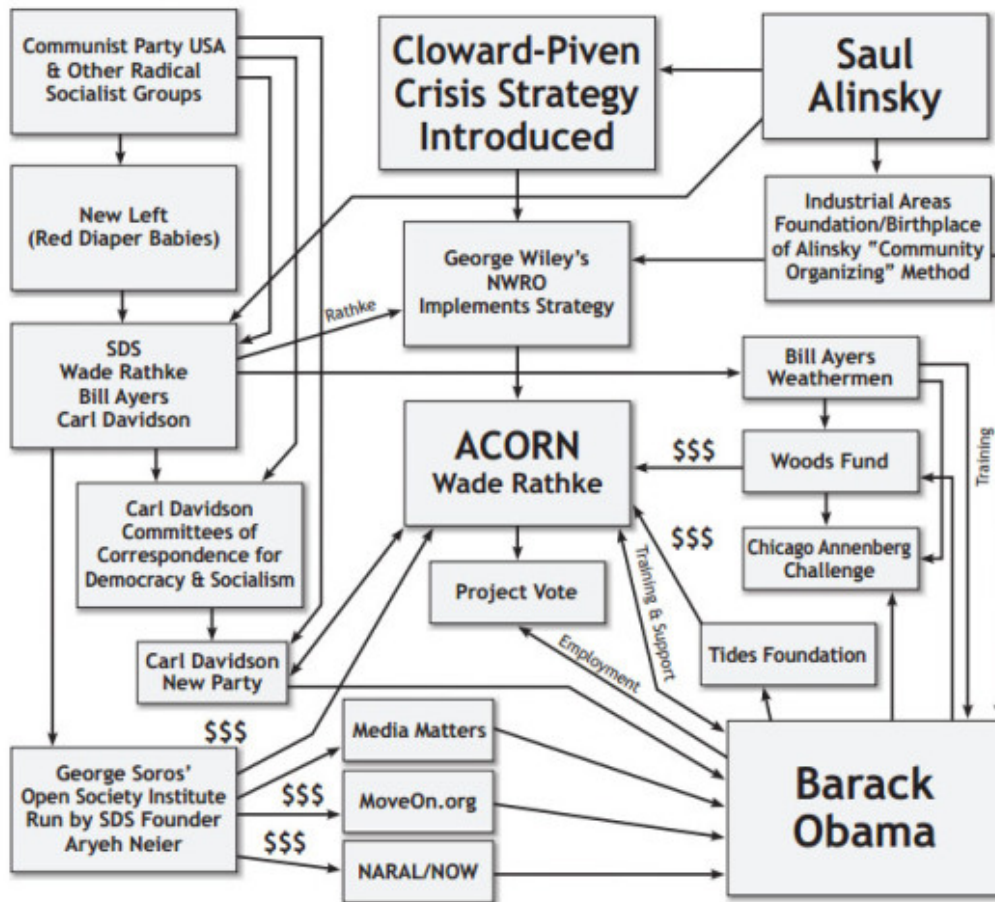 Communist Party USA
& Other Radical
Socialist Groups
Cloward-Piven
Crisis Strategy
Introduced
Saul
Alinsky
New Left
(Red Diaper Babies)
George Wiley's
NWRO
Implements Strategy
Industrial Areas
Foundation/Birthplace
of Alinsky "Community
Organizing" Method
Rathke
SDS
Wade Rathke
Bill Ayers
Carl Davidson
Bill Ayers
Weathermen
Training
ACORN
Wade Rathke
$$$
Woods Fund
Carl Davidson
Committees of
Correspondence for
Democracy & Socialism
$$$
Chicago Annenberg
Challenge
Project Vote
Training & Support
Employment
Tides Foundation
Carl Davidson
New Party
$$$
George Soros'
Open Society Institute
Run by SDS Founder
Aryeh Neier
Media Matters
$$$
MoveOn.org
$$$
NARAL/NOW
Barack
Obama